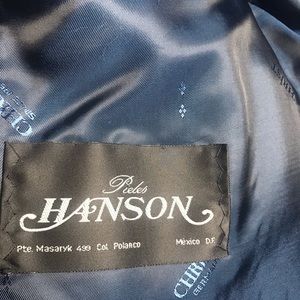 Pieles
HANSON
Pte. Masaryk 499 Col. Polanco México D.F.